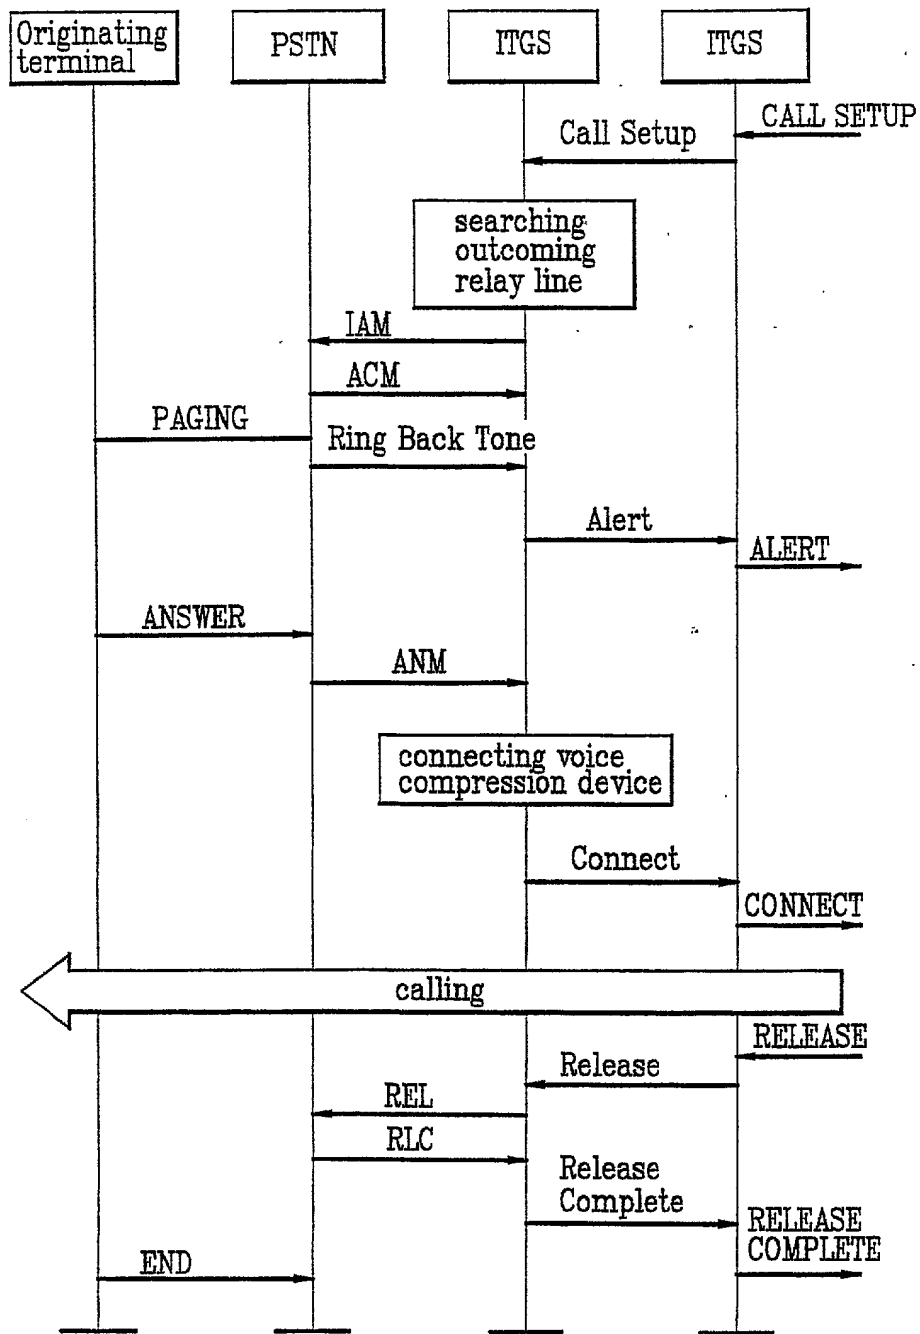 Originating
terminal
PSTN
ITGS
ITGS
CALL SETUP
Call Setup
searching
outcoming
relay line
IAM
ACM
PAGING
Ring Back Tone
Alert
ALERT
ANSWER
ANM
connecting voice
compression device
Connect
CONNECT
calling
RELEASE
Release
REL
RLC
Release
Complete
RELEASE
COMPLETE
END